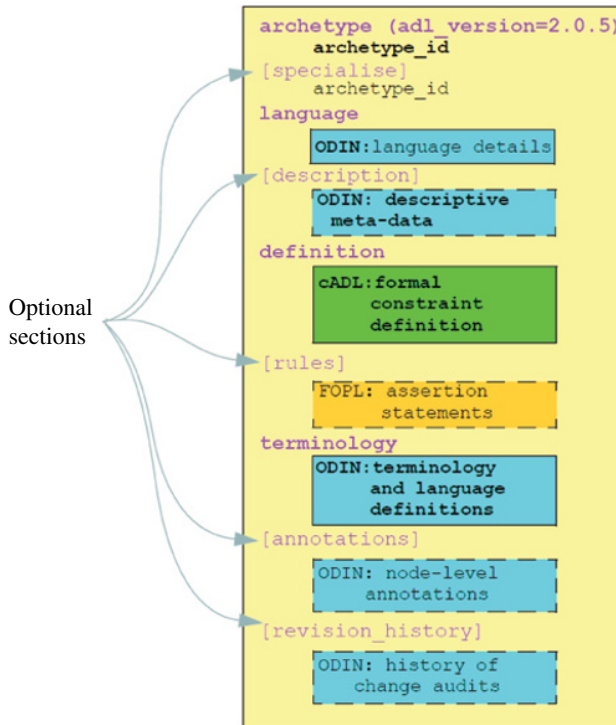 archetype (adl_version=2.0.5)
archetype_id
[specialise]
archetype_id
language
ODIN:language details
[description]
ODIN: descriptive
meta-data
definition
cADL:formal
constraint
definition
Optional
sections
[rules]
FOPL: assertion
statements
terminology
ODIN:terminology
and language
definitions
[annotations]
ODIN: node-level
annotations
[revision_history]
ODIN: history of
change audits